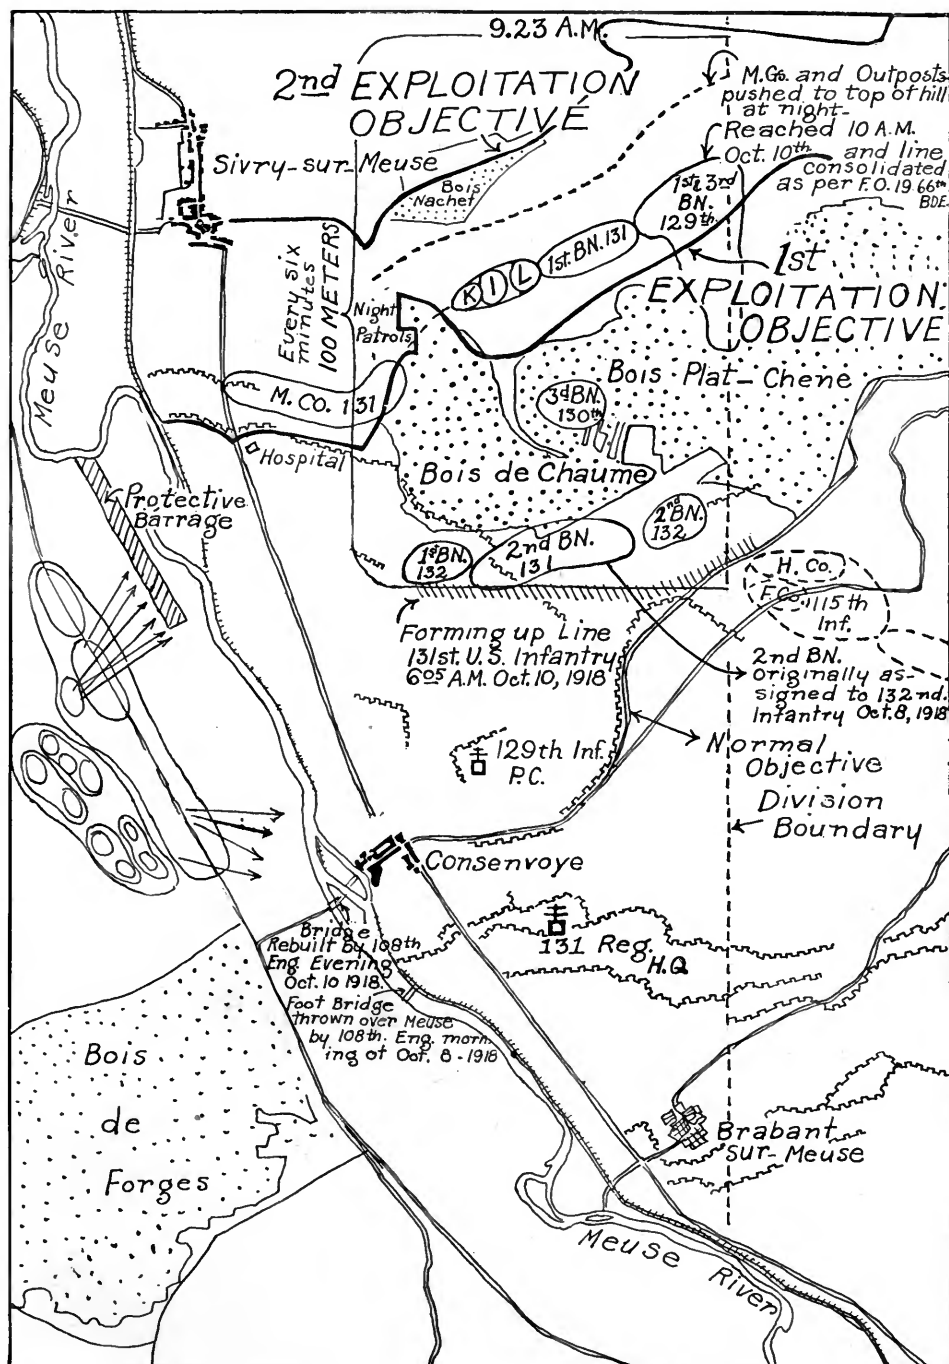 9.23 A.M.
2nd EXPLOITATION
OBJECTIVE
M.Gs. and Outposts
pushed to top of hill
at night-
Reached 10 A.M.
Oct. 10th and line
consolidated
as per F.O. 19. 66th
BDE.
Sivry-sur-Meuse
Bois
Nachet
1st & 3rd
BN.
129th
1st. BN. 131
K I L
1st
EXPLOITATION
OBJECTIVE
Meuse River
Every six
minutes
100 METERS
Night
Patrols
M. CO. 131
Hospital
Bois Plat-Chene
3d BN.
130th
Bois de Chaume
Protective
Barrage
1st BN.
132
2nd BN.
131
2nd
BN.
132
H. Co.
F Co. 115th
Inf.
Forming up Line
131st. U.S. Infantry
605 A.M. Oct. 10, 1918
2nd BN.
originally as-
signed to 132nd.
Infantry Oct. 8, 1918
129th Inf.
P.C.
Normal
Objective
Division
Boundary
Consenvoye
Bridge
Rebuilt by 108th
Eng. Evening
Oct. 10 1918.
Foot Bridge
thrown over Meuse
by 108th. Eng. morn-
ing of Oct. 8-1918
131 Reg.
H.Q.
Bois
de
Forges
Brabant
sur-Meuse
Meuse River